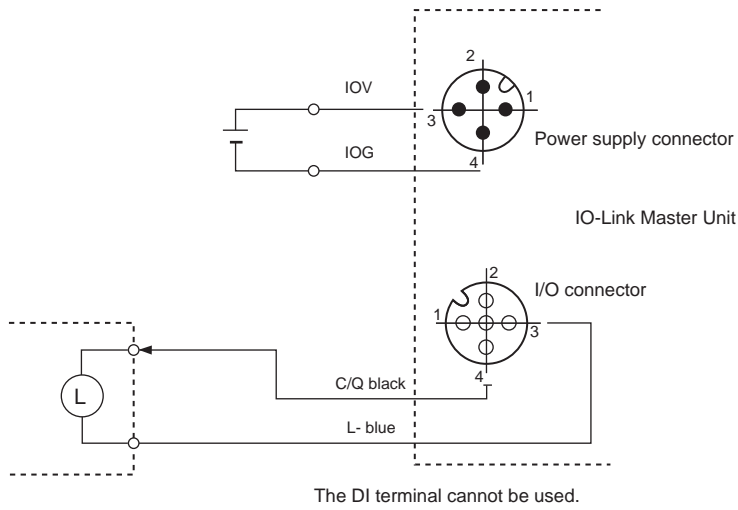 2
IOV
1
3
Power supply connector
IOG
4
IO-Link Master Unit
2
I/O connector
1
3
4
C/Q black
L
L- blue
The DI terminal cannot be used.